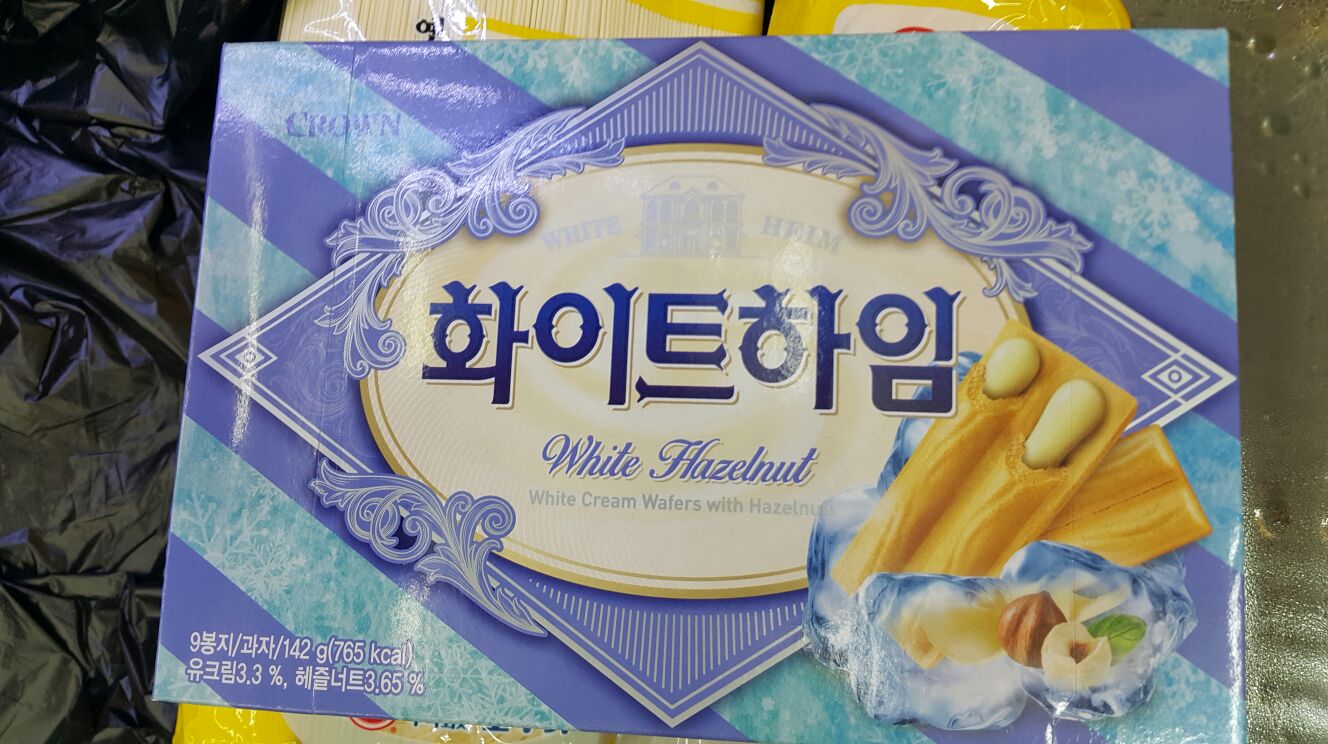 CROWN
WHITE HEIM
화이트하임
White Hazelnut
White Cream Wafers with
9봉지/과자/142 g(765 kcal)
유크림3.3 %, 헤즐너트3.65 %